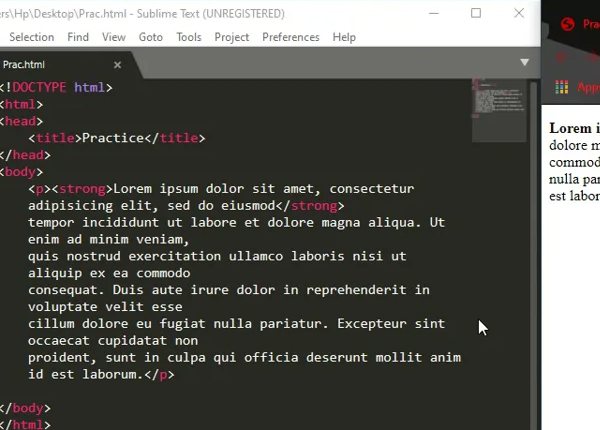 ers\Hp\Desktop\Prac.html - Sublime Text (UNREGISTERED)
Selection Find View Goto Tools Project Preferences Help
Prac.html
<!DOCTYPE html>
<html>
<head>
<title>Practice</title>
</head>
<body>
<p><strong>Lorem ipsum dolor sit amet, consectetur
adipisicing elit, sed do eiusmod</strong>
tempor incididunt ut labore et dolore magna aliqua. Ut
enim ad minim veniam,
quis nostrud exercitation ullamco laboris nisi ut
aliquip ex ea commodo
consequat. Duis aute irure dolor in reprehenderit in
voluptate velit esse
cillum dolore eu fugiat nulla pariatur. Excepteur sint
occaecat cupidatat non
proident, sunt in culpa qui officia deserunt mollit anim
id est laborum.</p>
</body>
</html>
Pra
App
Lorem i
dolore m
commod
nulla par
est labor